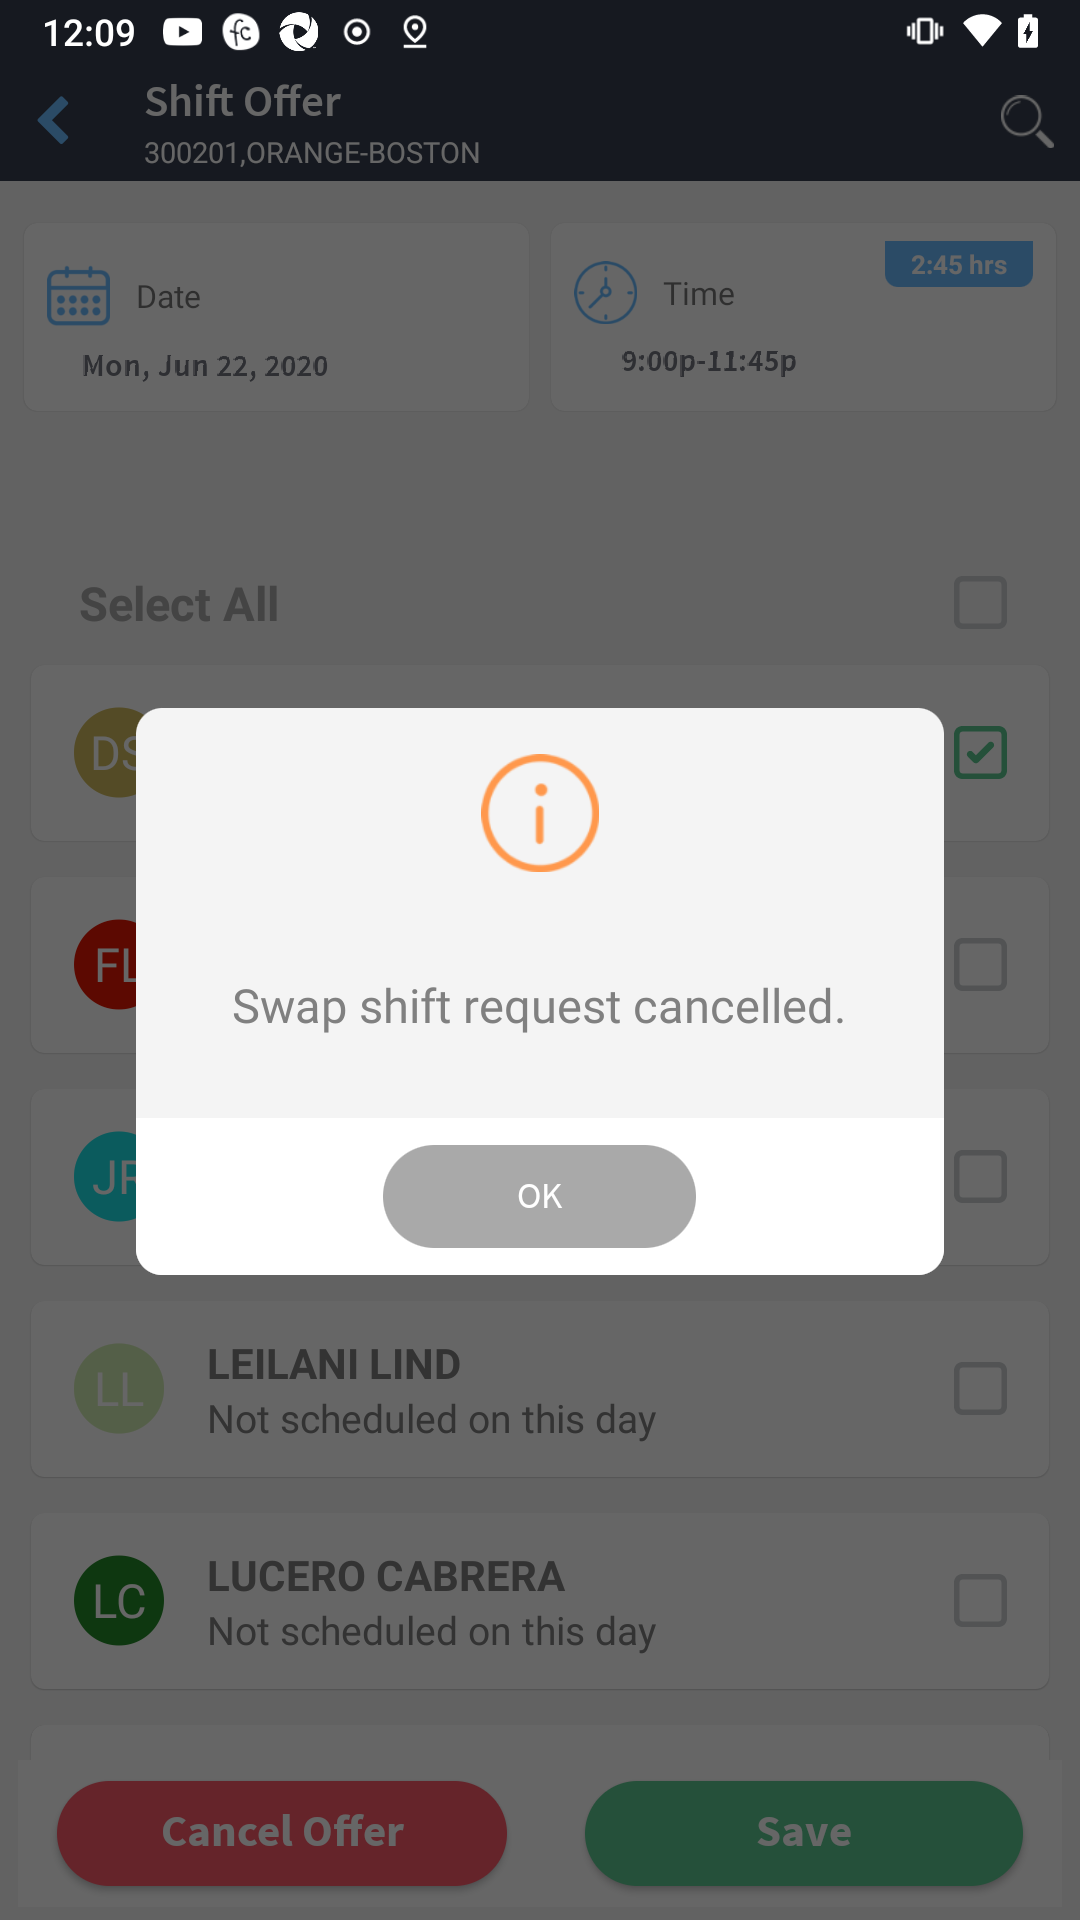 12:09
Shift Offer
300201,ORANGE-BOSTON
2:45 hrs
Date
Time
Mon, Jun 22, 2020
9:00p-11:45p
Select All
DS
FL
Swap shift request cancelled.
JR
OK
LEILANI LIND
LL
Not scheduled on this day
LUCERO CABRERA
LC
Not scheduled on this day
Cancel Offer
Save